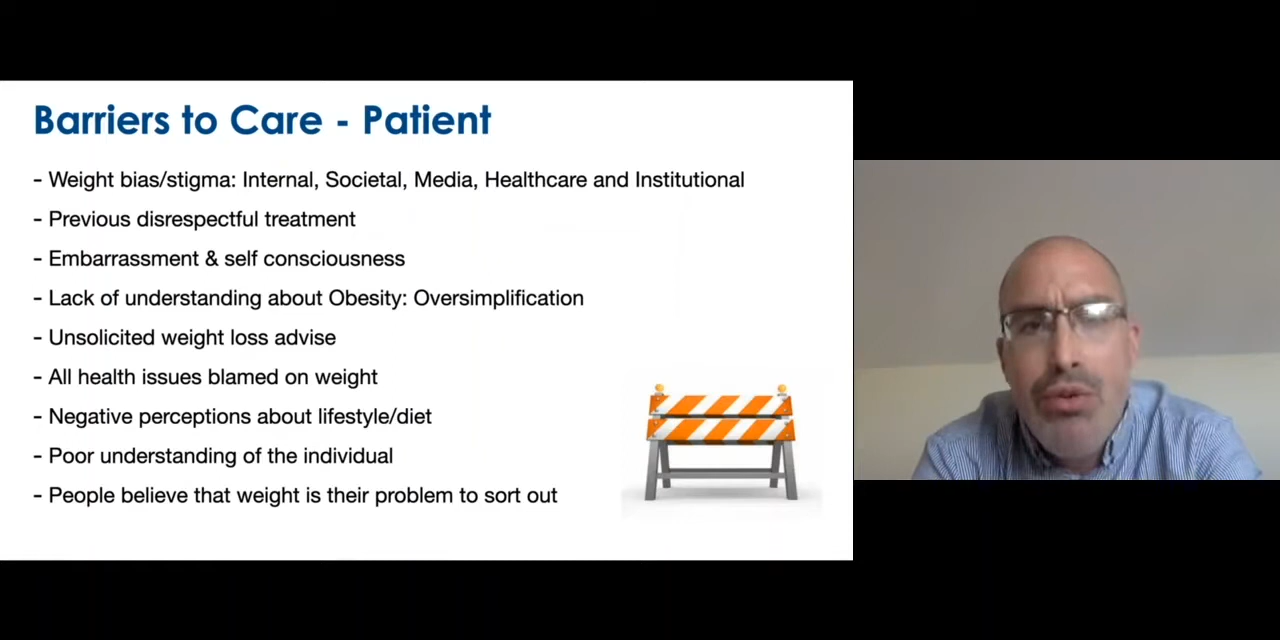 Barriers to Care - Patient
- Weight bias/stigma: Internal, Societal, Media, Healthcare and Institutional
- Previous disrespectful treatment
- Embarrassment & self consciousness
- Lack of understanding about Obesity: Oversimplification
- Unsolicited weight loss advise
- All health issues blamed on weight
- Negative perceptions about lifestyle/diet
- Poor understanding of the individual
- People believe that weight is their problem to sort out